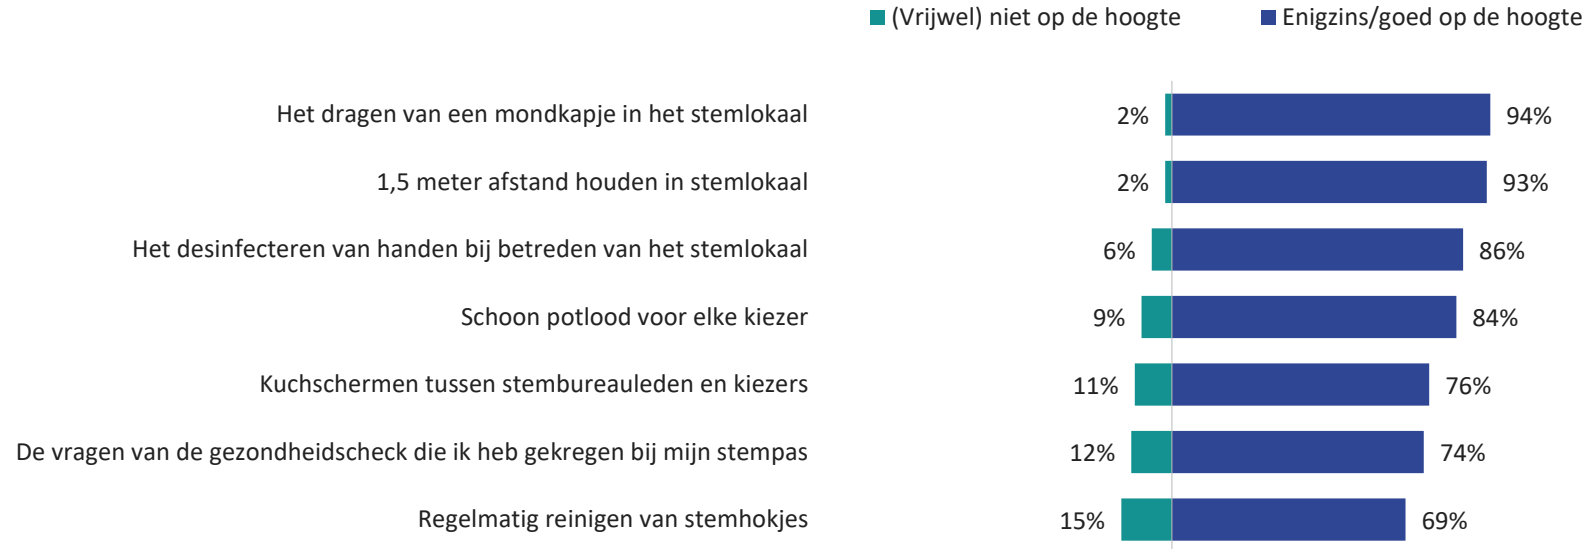 (Vrijwel) niet op de hoogte Enigzins/goed op de hoogte
Het dragen van een mondkapje in het stemlokaal 2% 94%
1,5 meter afstand houden in stemlokaal 2% 93%
Het desinfecteren van handen bij betreden van het stemlokaal 6% 86%
Schoon potlood voor elke kiezer 9% 84%
Kuchschermen tussen stembureauleden en kiezers 11% 76%
De vragen van de gezondheidscheck die ik heb gekregen bij mijn stempas 12% 74%
Regelmatig reinigen van stemhokjes 15% 69%